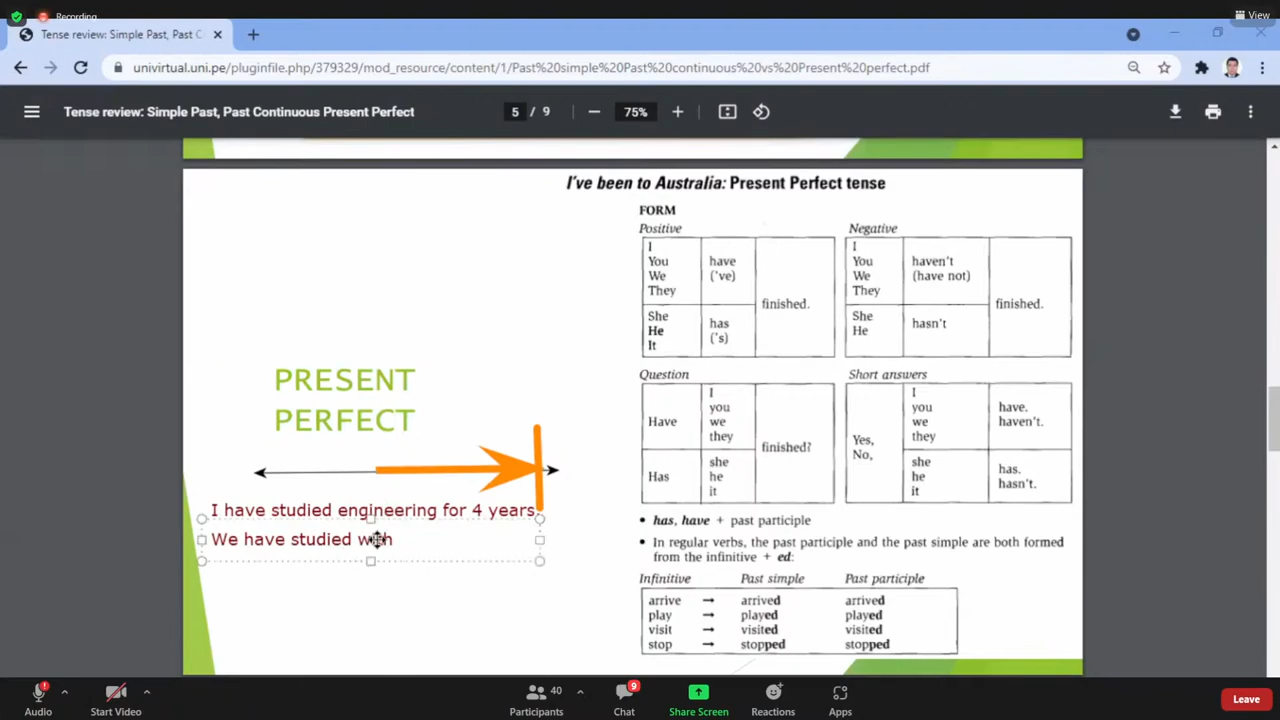 Recording
View
Tense review: Simple Past, Past C
univirtual.uni.pe/pluginfile.php/379329/mod_resource/content/1/Past%20simple%20Past%20continuous%20vs%20Present%20perfect.pdf
Tense review: Simple Past, Past Continuous Present Perfect
5 / 9
75%
I've been to Australia: Present Perfect tense
FORM
Positive
I
You
We
They
have
('ve)
finished.
She
He
It
has
('s)
Negative
I
You
We
They
haven't
(have not)
finished.
She
He
hasn't
PRESENT
PERFECT
I have studied engineering for 4 years.
We have studied with
Question
Have
I
you
we
they
finished?
Has
she
he
it
Short answers
Yes,
No,
I
you
we
they
have.
haven't.
she
he
it
has.
hasn't.
• has, have + past participle
• In regular verbs, the past participle and the past simple are both formed
from the infinitive + ed:
Infinitive Past simple Past participle
arrive → arrived arrived
play → played played
visit → visited visited
stop → stopped stopped
Audio
Start Video
Participants
40
Chat
9
Share Screen
Reactions
Apps
Leave